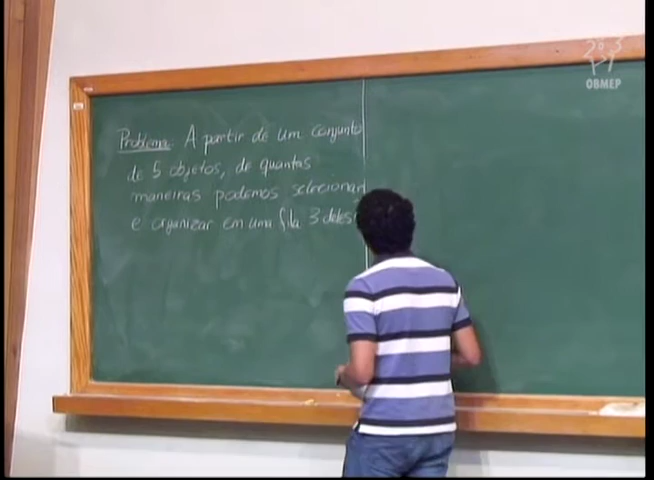 OBMEP
Problema. A partir de um conjunto
de 5 objetos, de quantas
maneiras podemos selecionar
e organizar em uma fila 3 deles